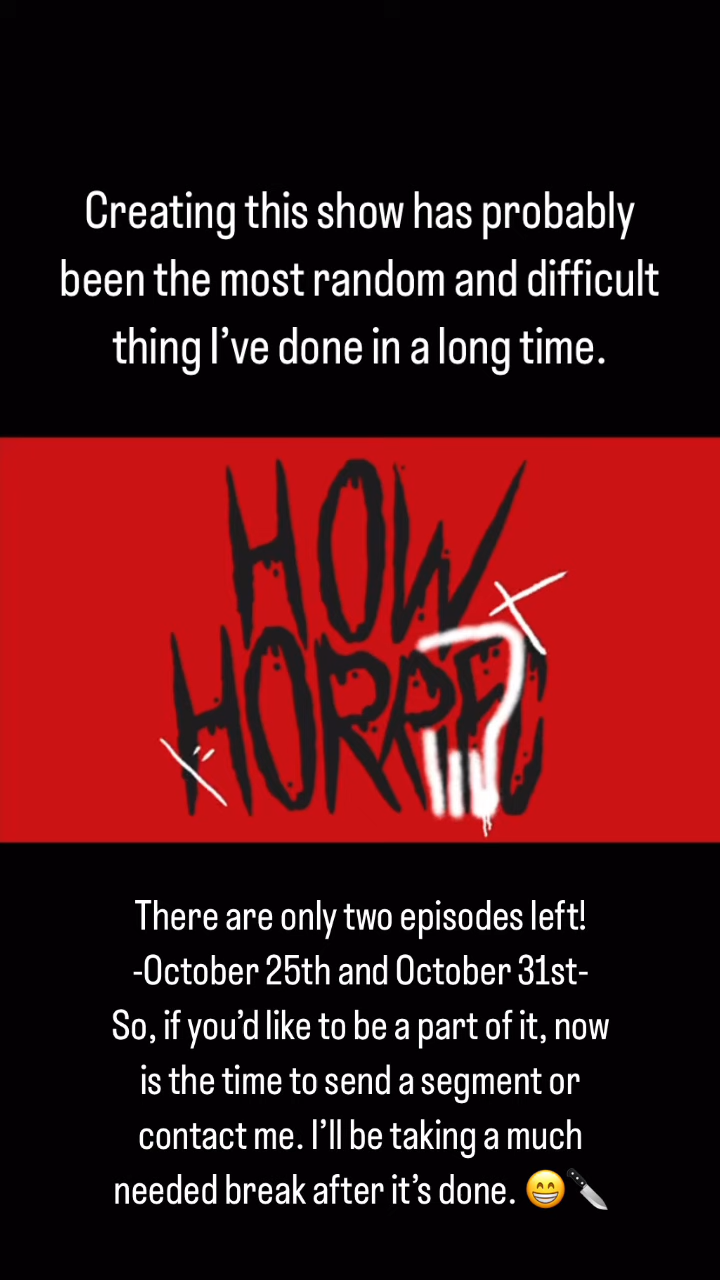 Creating this show has probably
been the most random and difficult
thing I’ve done in a long time.
HOW
There are only two episodes left!
-October 25th and October 31st-
So, if you’d like to be a part of it, now
is the time to send a segment or
contact me. I’ll be taking a much
needed break after it’s done. 😁🔪